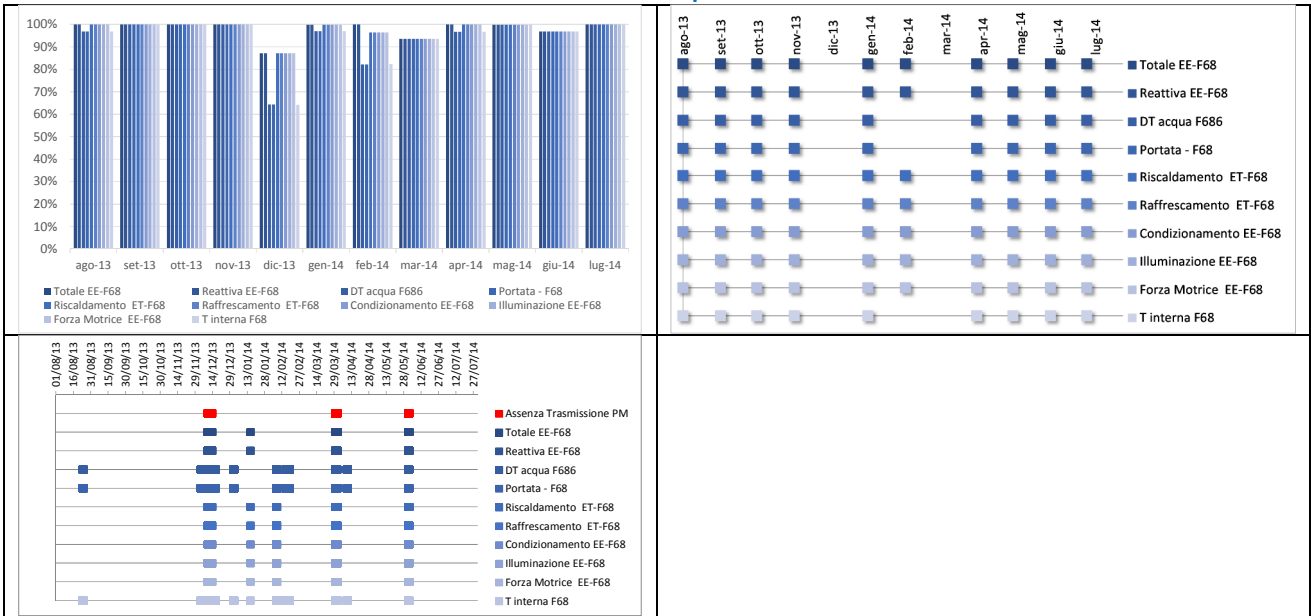 100%
90%
80%
70%
60%
50%
40%
30%
20%
10%
0%
ago-13 set-13 ott-13 nov-13 dic-13 gen-14 feb-14 mar-14 apr-14 mag-14 giu-14 lug-14
Totale EE-F68 Reattiva EE-F68 DT acqua F686 Portata - F68
Riscaldamento ET-F68 Raffrescamento ET-F68 Condizionamento EE-F68 Illuminazione EE-F68
Forza Motrice EE-F68 T interna F68
ago-13 set-13 ott-13 nov-13 dic-13 gen-14 feb-14 mar-14 apr-14 mag-14 giu-14 lug-14
Totale EE-F68
Reattiva EE-F68
DT acqua F686
Portata - F68
Riscaldamento ET-F68
Raffrescamento ET-F68
Condizionamento EE-F68
Illuminazione EE-F68
Forza Motrice EE-F68
T interna F68
01/08/13 16/08/13 31/08/13 15/09/13 30/09/13 15/10/13 30/10/13 14/11/13 29/11/13 14/12/13 29/12/13 13/01/14 28/01/14 12/02/14 27/02/14 14/03/14 29/03/14 13/04/14 28/04/14 13/05/14 28/05/14 12/06/14 27/06/14 12/07/14 27/07/14
Assenza Trasmissione PM
Totale EE-F68
Reattiva EE-F68
DT acqua F686
Portata - F68
Riscaldamento ET-F68
Raffrescamento ET-F68
Condizionamento EE-F68
Illuminazione EE-F68
Forza Motrice EE-F68
T interna F68